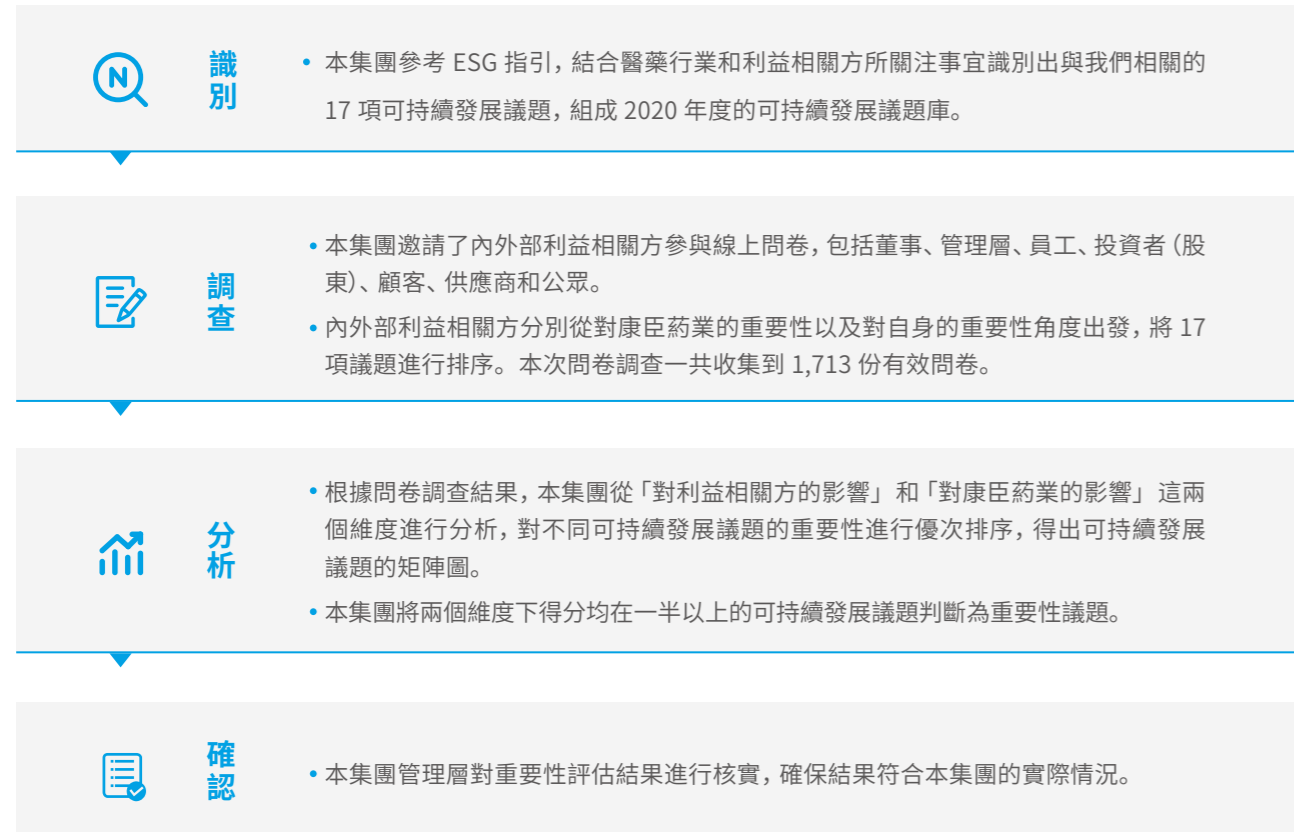 識別
• 本集團參考 ESG 指引，結合醫藥行業和利益相關方所關注事宜識別出與我們相關的
17 項可持續發展議題，組成 2020 年度的可持續發展議題庫。
調查
• 本集團邀請了內外部利益相關方參與線上問卷，包括董事、管理層、員工、投資者（股
東）、顧客、供應商和公眾。
• 內外部利益相關方分別從對康臣葯業的重要性以及對自身的重要性角度出發，將 17
項議題進行排序。本次問卷調查一共收集到 1,713 份有效問卷。
分析
• 根據問卷調查結果，本集團從「對利益相關方的影響」和「對康臣葯業的影響」這兩
個維度進行分析，對不同可持續發展議題的重要性進行優次排序，得出可持續發展
議題的矩陣圖。
• 本集團將兩個維度下得分均在一半以上的可持續發展議題判斷為重要性議題。
確認
• 本集團管理層對重要性評估結果進行核實，確保結果符合本集團的實際情況。